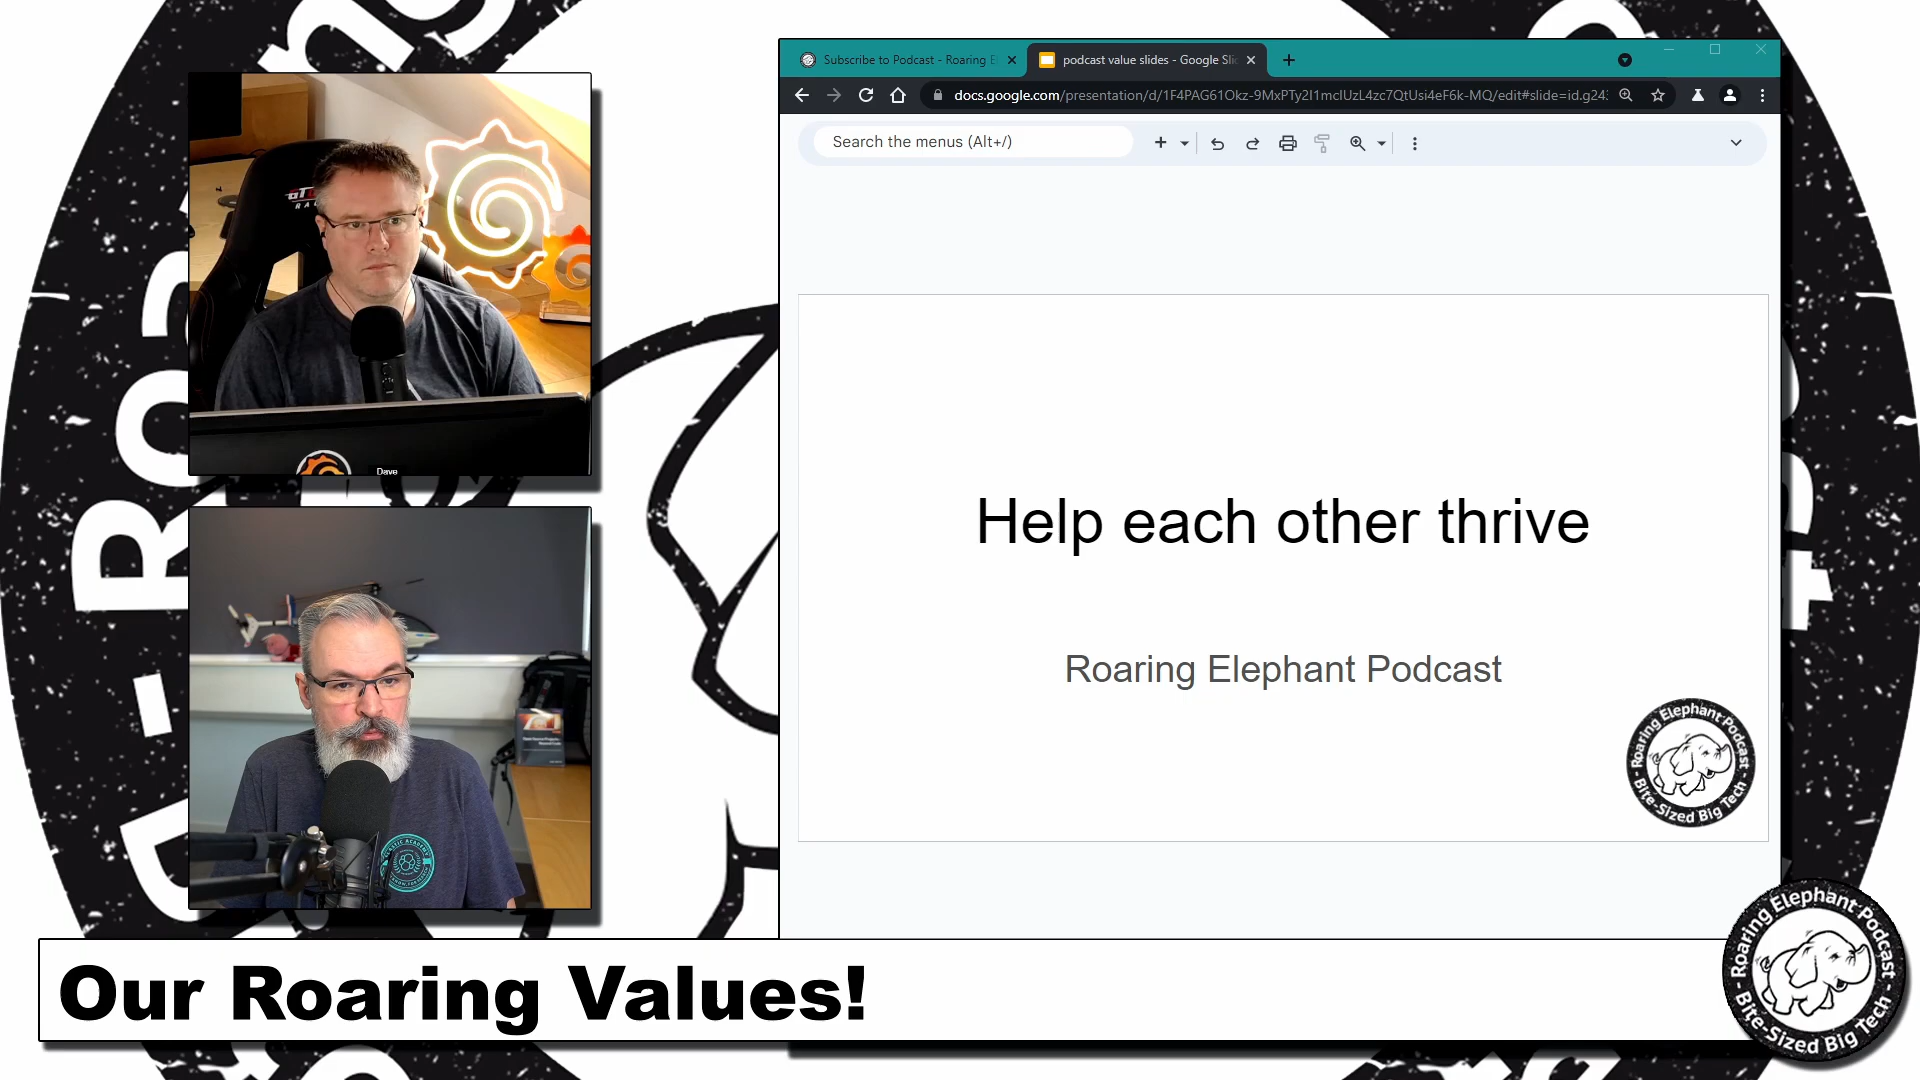 Subscribe to Podcast - Roaring E
podcast value slides - Google Slid
docs.google.com/presentation/d/1F4PAG61Okz-9MxPTy2I1mclUzL4zc7QtUsi4eF6k-MQ/edit#slide=id.g243
Search the menus (Alt+/)
Help each other thrive
Roaring Elephant Podcast
Roaring Elephant Podcast
- Bite-Sized Big Tech -
Dave
Our Roaring Values!
Roaring Elephant Podcast
- Bite-Sized Big Tech -